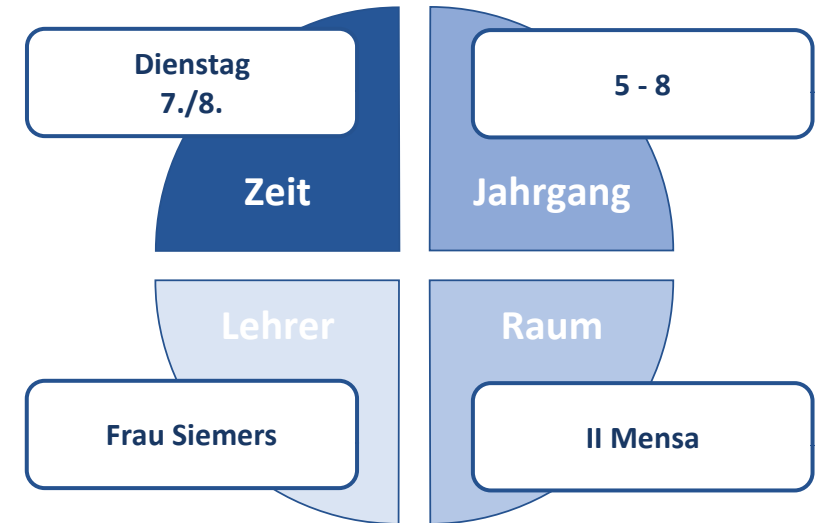 Dienstag
7./8.
Zeit
5 - 8
Jahrgang
Lehrer
Frau Siemers
Raum
II Mensa